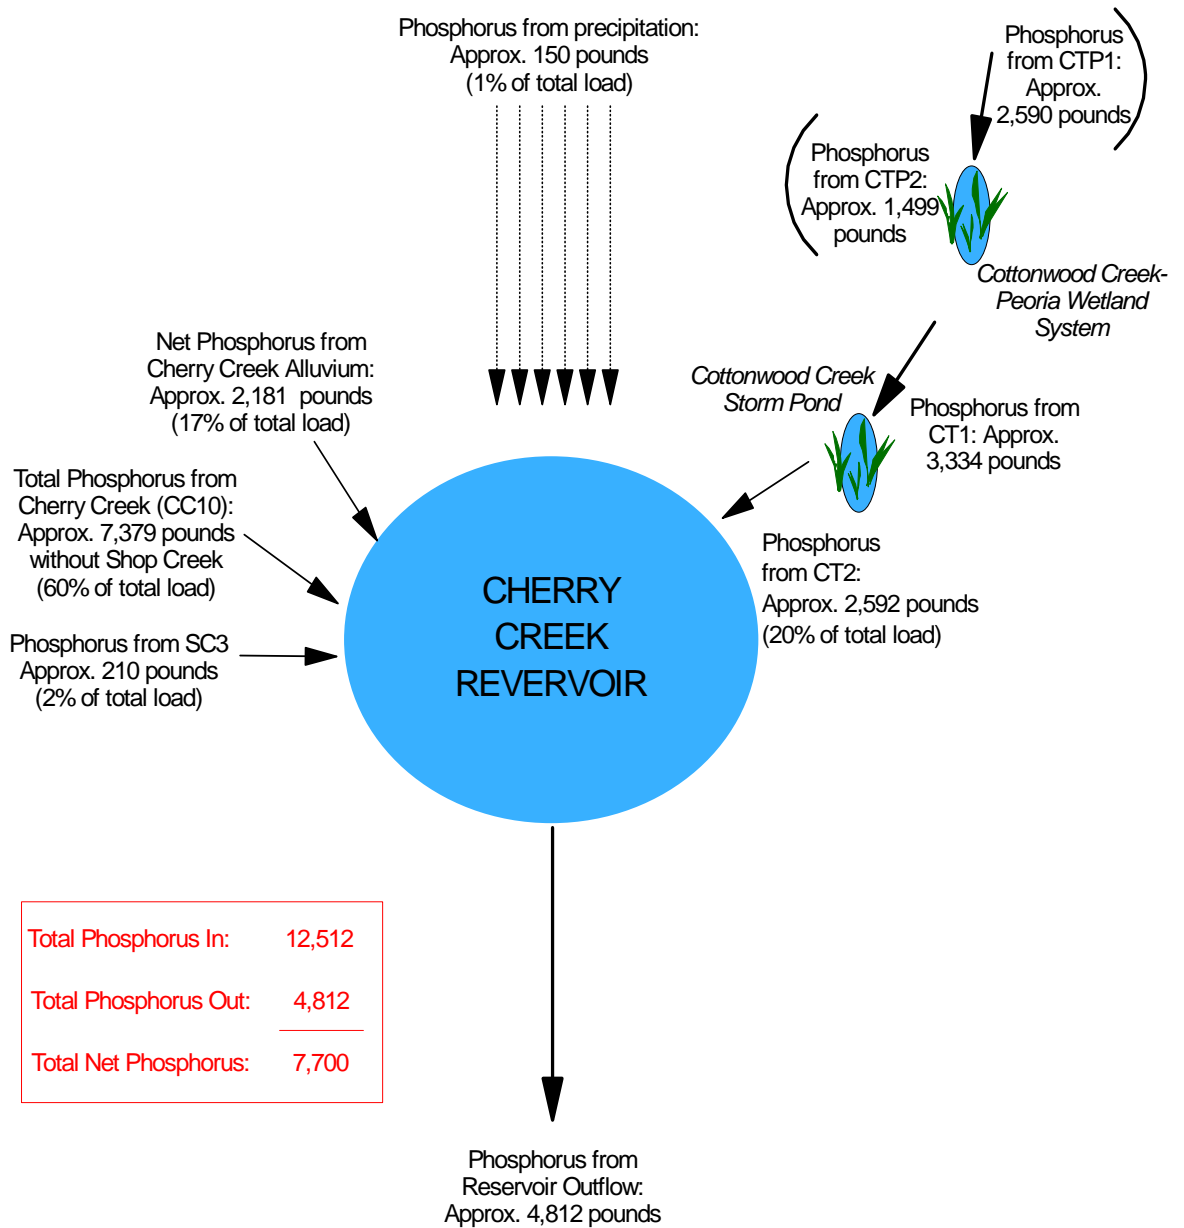 Phosphorus from precipitation:
Approx. 150 pounds
(1% of total load)
Phosphorus
from CTP1:
Approx.
2,590 pounds
Phosphorus
from CTP2:
Approx. 1,499
pounds
Cottonwood Creek-
Peoria Wetland
System
Net Phosphorus from
Cherry Creek Alluvium:
Approx. 2,181 pounds
(17% of total load)
Cottonwood Creek
Storm Pond
Phosphorus from
CT1: Approx.
3,334 pounds
Total Phosphorus from
Cherry Creek (CC10):
Approx. 7,379 pounds
without Shop Creek
(60% of total load)
Phosphorus
from CT2:
Approx. 2,592 pounds
(20% of total load)
Phosphorus from SC3
Approx. 210 pounds
(2% of total load)
CHERRY
CREEK
REVERVOIR
Total Phosphorus In: 12,512
Total Phosphorus Out: 4,812
Total Net Phosphorus: 7,700
Phosphorus from
Reservoir Outflow:
Approx. 4,812 pounds